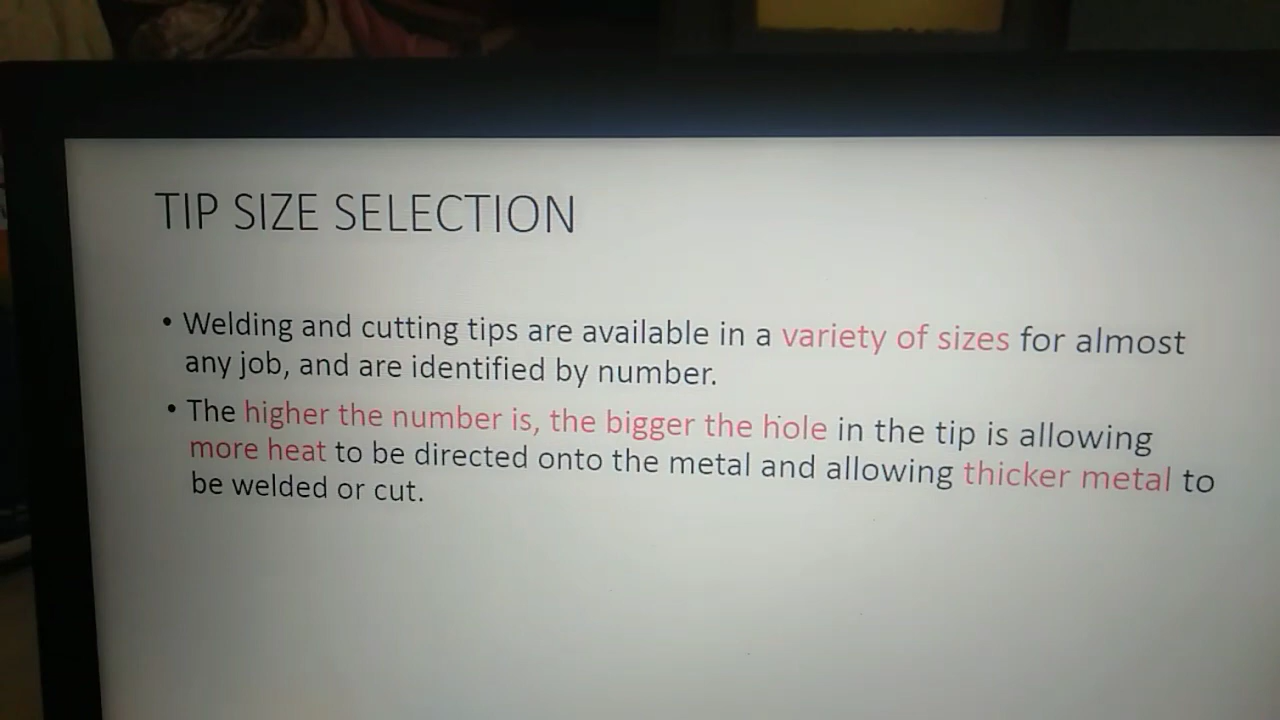 TIP SIZE SELECTION
• Welding and cutting tips are available in a variety of sizes for almost
any job, and are identified by number.
• The higher the number is, the bigger the hole in the tip is allowing
more heat to be directed onto the metal and allowing thicker metal to
be welded or cut.